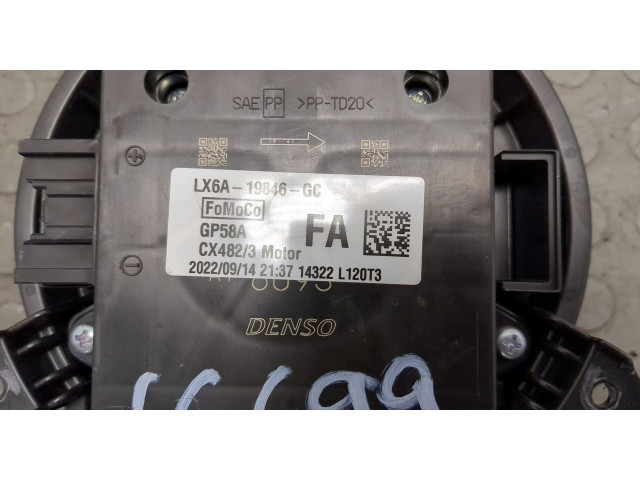 SAE PP >PP-TD20<
LX6A-19846-GC
FoMoCo
GP58A
FA
CX482/3 Motor
2022/09/14 21:37 14322 L120T3
DENSO